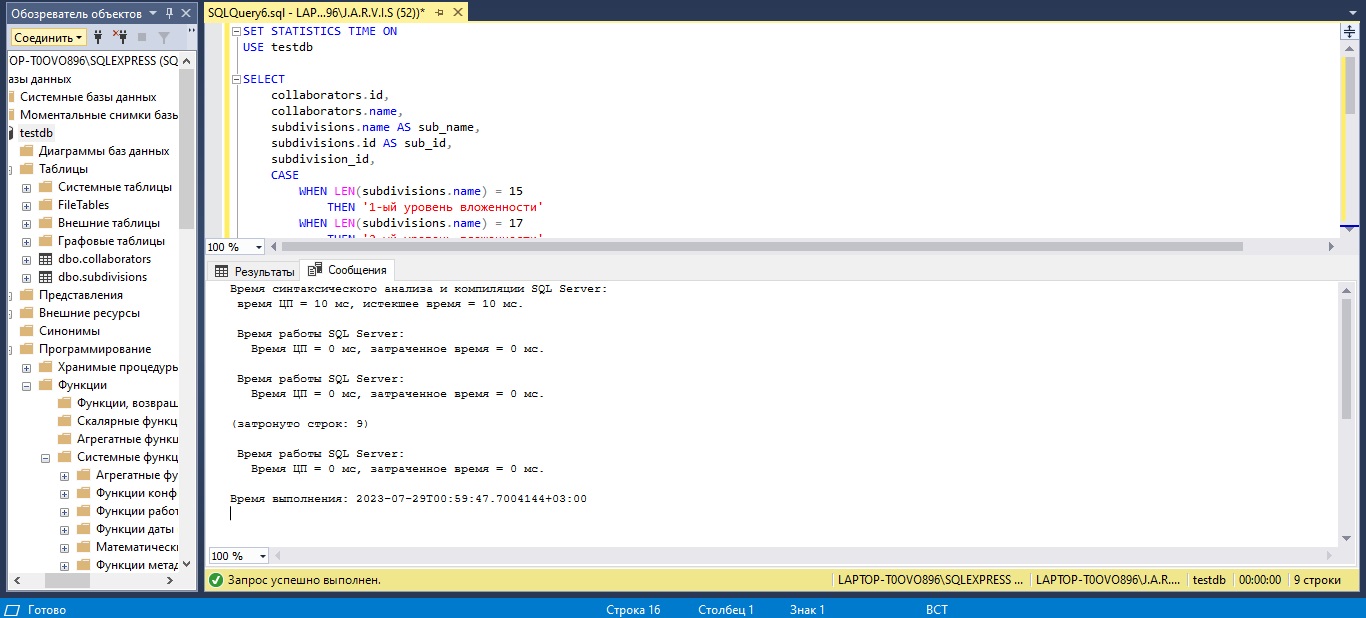 Обозреватель объектов
Соединить
OP-T0OVO896\SQLEXPRESS (SQ
азы данных
Системные базы данных
Моментальные снимки базы
testdb
Диаграммы баз данных
Таблицы
Системные таблицы
FileTables
Внешние таблицы
Графовые таблицы
dbo.collaborators
dbo.subdivisions
Представления
Внешние ресурсы
Синонимы
Программирование
Хранимые процедуры
Функции
Функции, возвращ
Скалярные функц
Агрегатные функц
Системные функц
Агрегатные фу
Функции конф
Функции работ
Функции даты
Математически
Функции метад
SQLQuery6.sql - LAP...96\J.A.R.V.I.S (52))*
SET STATISTICS TIME ON
USE testdb
SELECT
collaborators.id,
collaborators.name,
subdivisions.name AS sub_name,
subdivisions.id AS sub_id,
subdivision_id,
CASE
WHEN LEN(subdivisions.name) = 15
THEN '1-ый уровень вложенности'
WHEN LEN(subdivisions.name) = 17
THEN '2-ый уровень вложенности'
100 %
Результаты Сообщения
Время синтаксического анализа и компиляции SQL Server:
время ЦП = 10 мс, истекшее время = 10 мс.
Время работы SQL Server:
Время ЦП = 0 мс, затраченное время = 0 мс.
Время работы SQL Server:
Время ЦП = 0 мс, затраченное время = 0 мс.
(затронуто строк: 9)
Время работы SQL Server:
Время ЦП = 0 мс, затраченное время = 0 мс.
Время выполнения: 2023-07-29T00:59:47.7004144+03:00
100 %
Запрос успешно выполнен.
LAPTOP-T0OVO896\SQLEXPRESS ... LAPTOP-T0OVO896\J.A.R.... testdb 00:00:00 9 строки
Готово Строка 16 Столбец 1 Знак 1 ВСТ